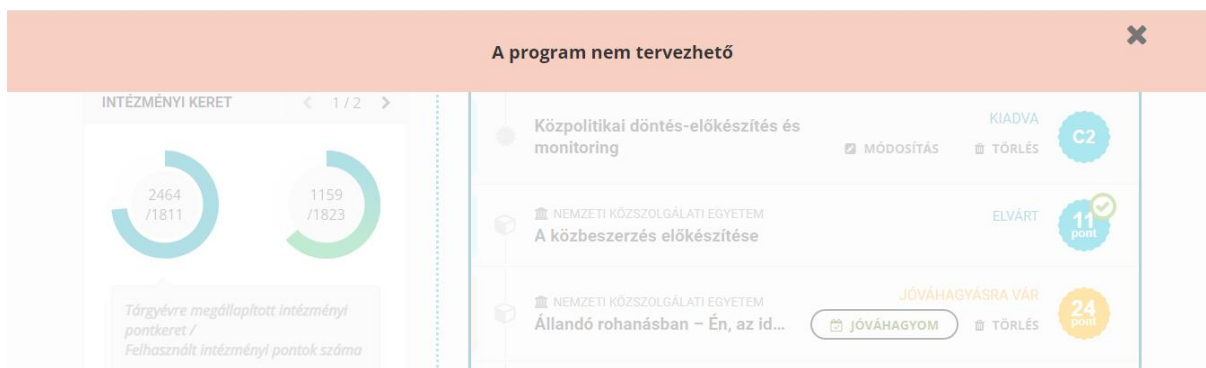 A program nem tervezhető
INTÉZMÉNYI KERET
1 / 2
2464
/1811
1159
/1823
Tárgyévre megállapított intézményi
pontkeret /
Felhasznált intézményi pontok száma
Közpolitikai döntés-előkészítés és
monitoring
KIADVA
MÓDOSÍTÁS
TÖRLÉS
C2
NEMZETI KÖZSZOLGÁLATI EGYETEM
A közbeszerzés előkészítése
ELVÁRT
11
pont
NEMZETI KÖZSZOLGÁLATI EGYETEM
Állandó rohanásban – Én, az id...
JÓVÁHAGYÁSRA VÁR
JÓVÁHAGYOM
TÖRLÉS
24
pont